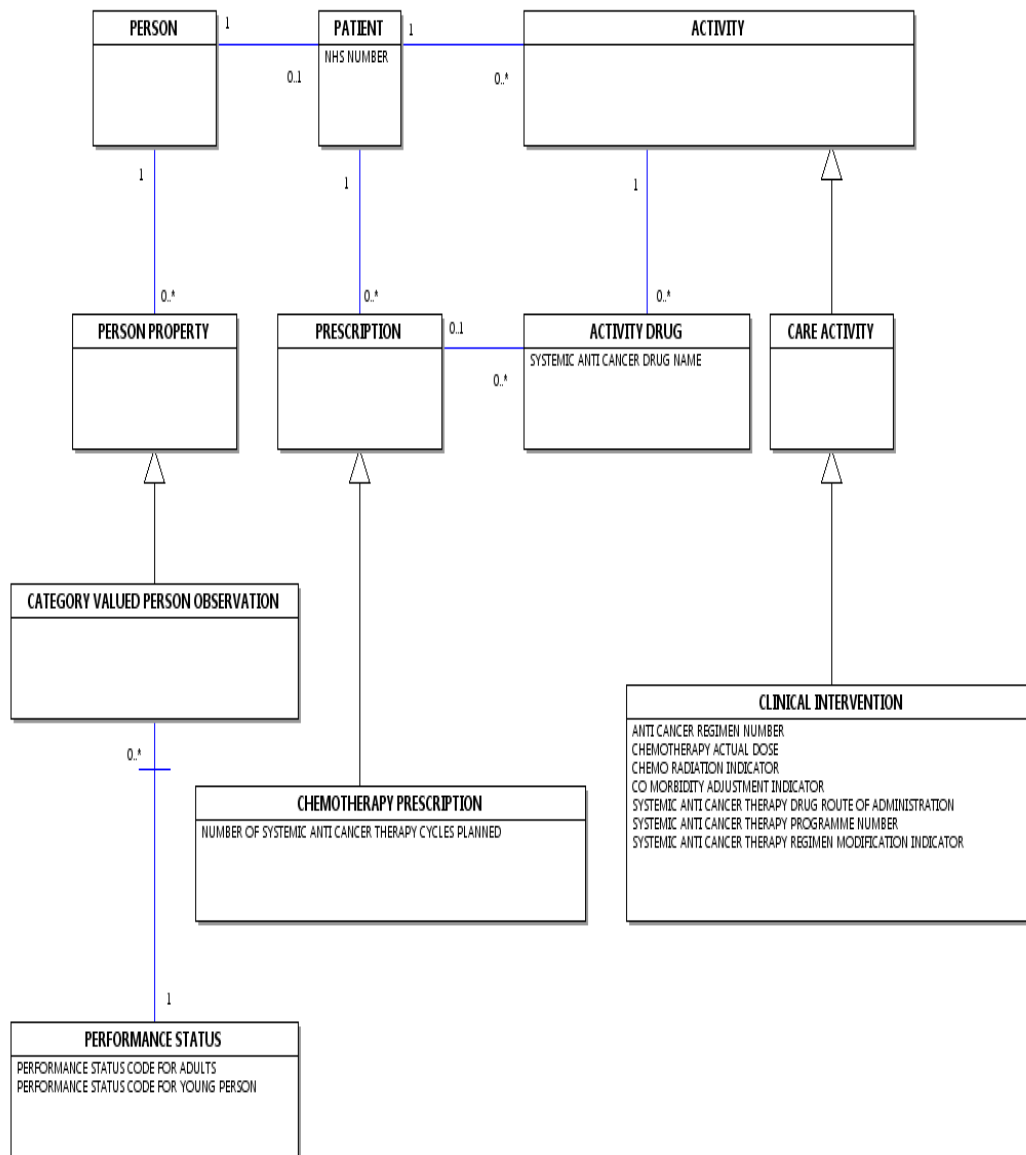 PERSON
1
0..1
PATIENT
NHS NUMBER
1
0..*
ACTIVITY
1
0..*
1
0..*
1
0..*
PERSON PROPERTY
PRESCRIPTION
0..1
0..*
ACTIVITY DRUG
SYSTEMIC ANTI CANCER DRUG NAME
CARE ACTIVITY
CATEGORY VALUED PERSON OBSERVATION
0..*
1
CHEMOTHERAPY PRESCRIPTION
NUMBER OF SYSTEMIC ANTI CANCER THERAPY CYCLES PLANNED
CLINICAL INTERVENTION
ANTI CANCER REGIMEN NUMBER
CHEMOTHERAPY ACTUAL DOSE
CHEMO RADIATION INDICATOR
CO MORBIDITY ADJUSTMENT INDICATOR
SYSTEMIC ANTI CANCER THERAPY DRUG ROUTE OF ADMINISTRATION
SYSTEMIC ANTI CANCER THERAPY PROGRAMME NUMBER
SYSTEMIC ANTI CANCER THERAPY REGIMEN MODIFICATION INDICATOR
PERFORMANCE STATUS
PERFORMANCE STATUS CODE FOR ADULTS
PERFORMANCE STATUS CODE FOR YOUNG PERSON